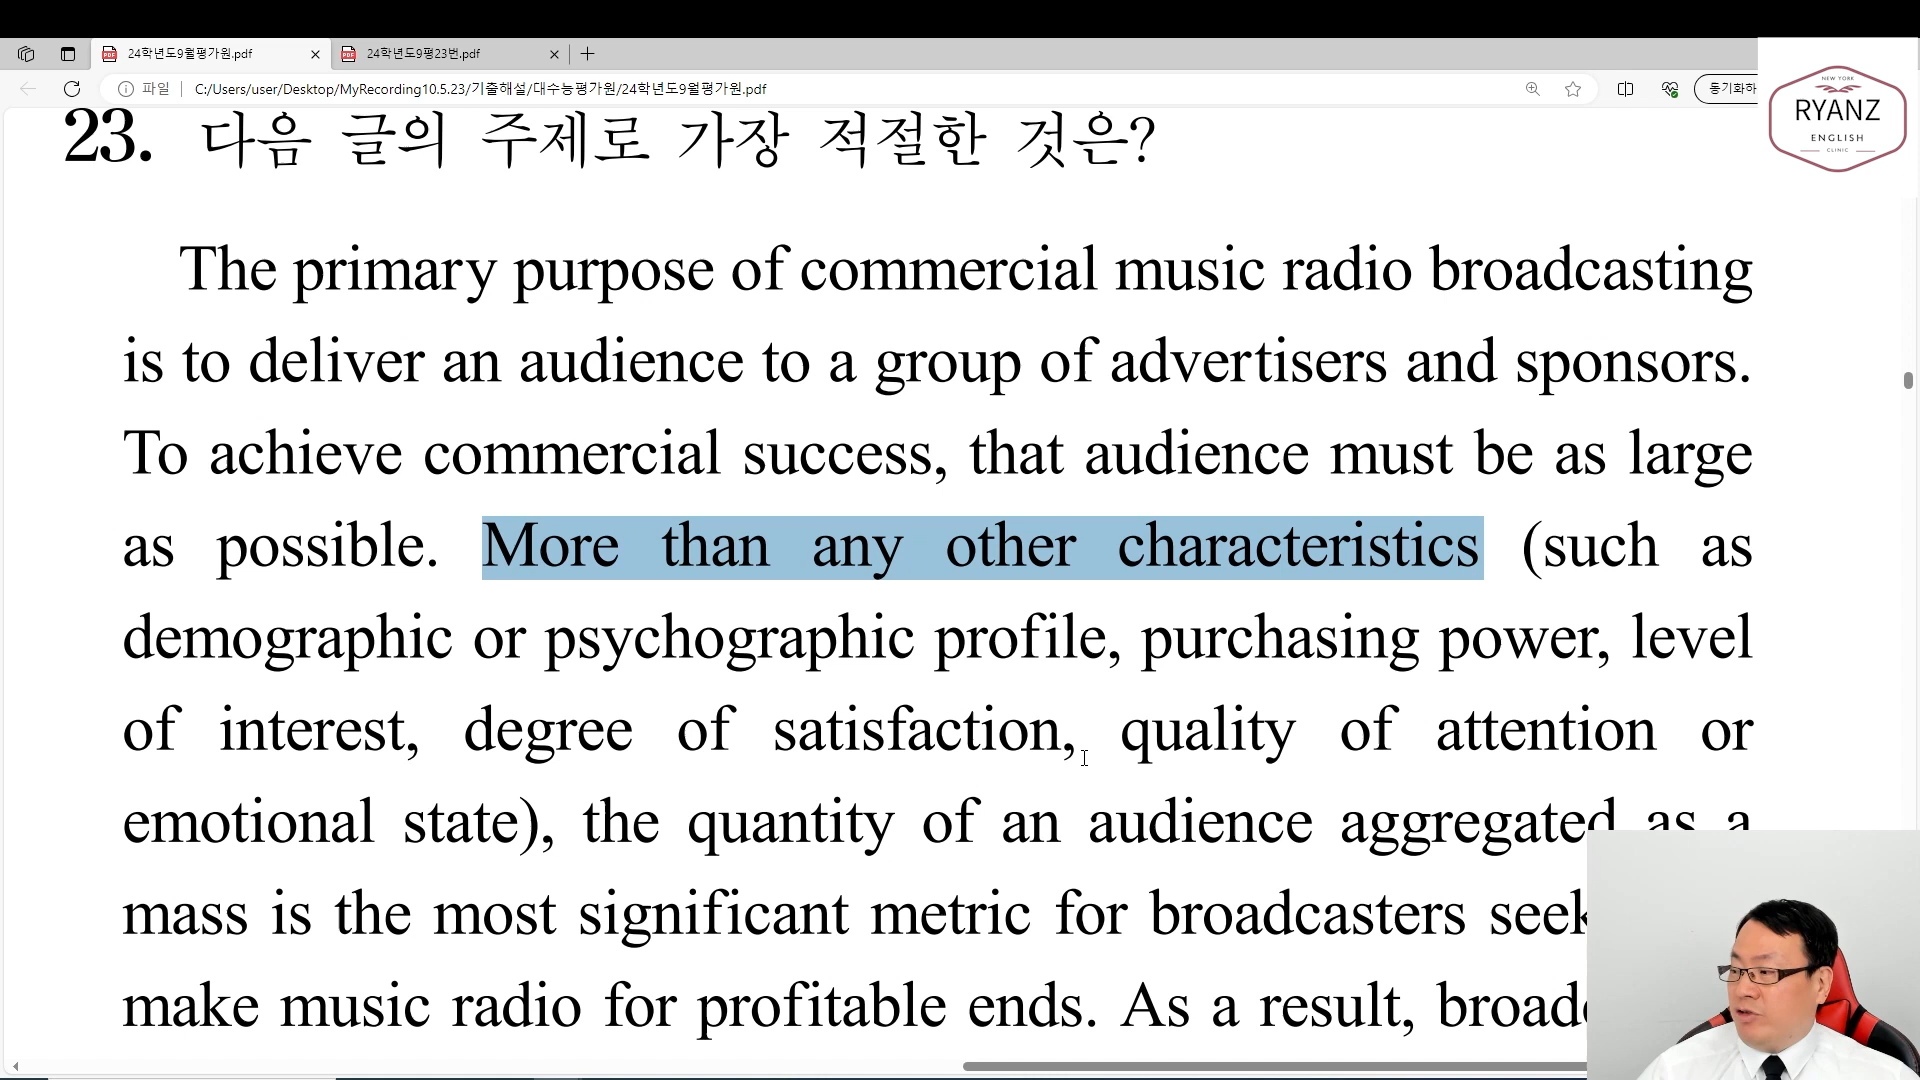 24학년도9월평가원.pdf
24학년도9평23번.pdf
파일
C:/Users/user/Desktop/MyRecording10.5.23/기출해설/대수능평가원/24학년도9월평가원.pdf
동기화하
NEW YORK
RYANZ
ENGLISH
CLINIC
23. 다음 글의 주제로 가장 적절한 것은?
The primary purpose of commercial music radio broadcasting
is to deliver an audience to a group of advertisers and sponsors.
To achieve commercial success, that audience must be as large
as possible. More than any other characteristics (such as
demographic or psychographic profile, purchasing power, level
of interest, degree of satisfaction, quality of attention or
emotional state), the quantity of an audience aggregated as a
mass is the most significant metric for broadcasters seek
make music radio for profitable ends. As a result, broad